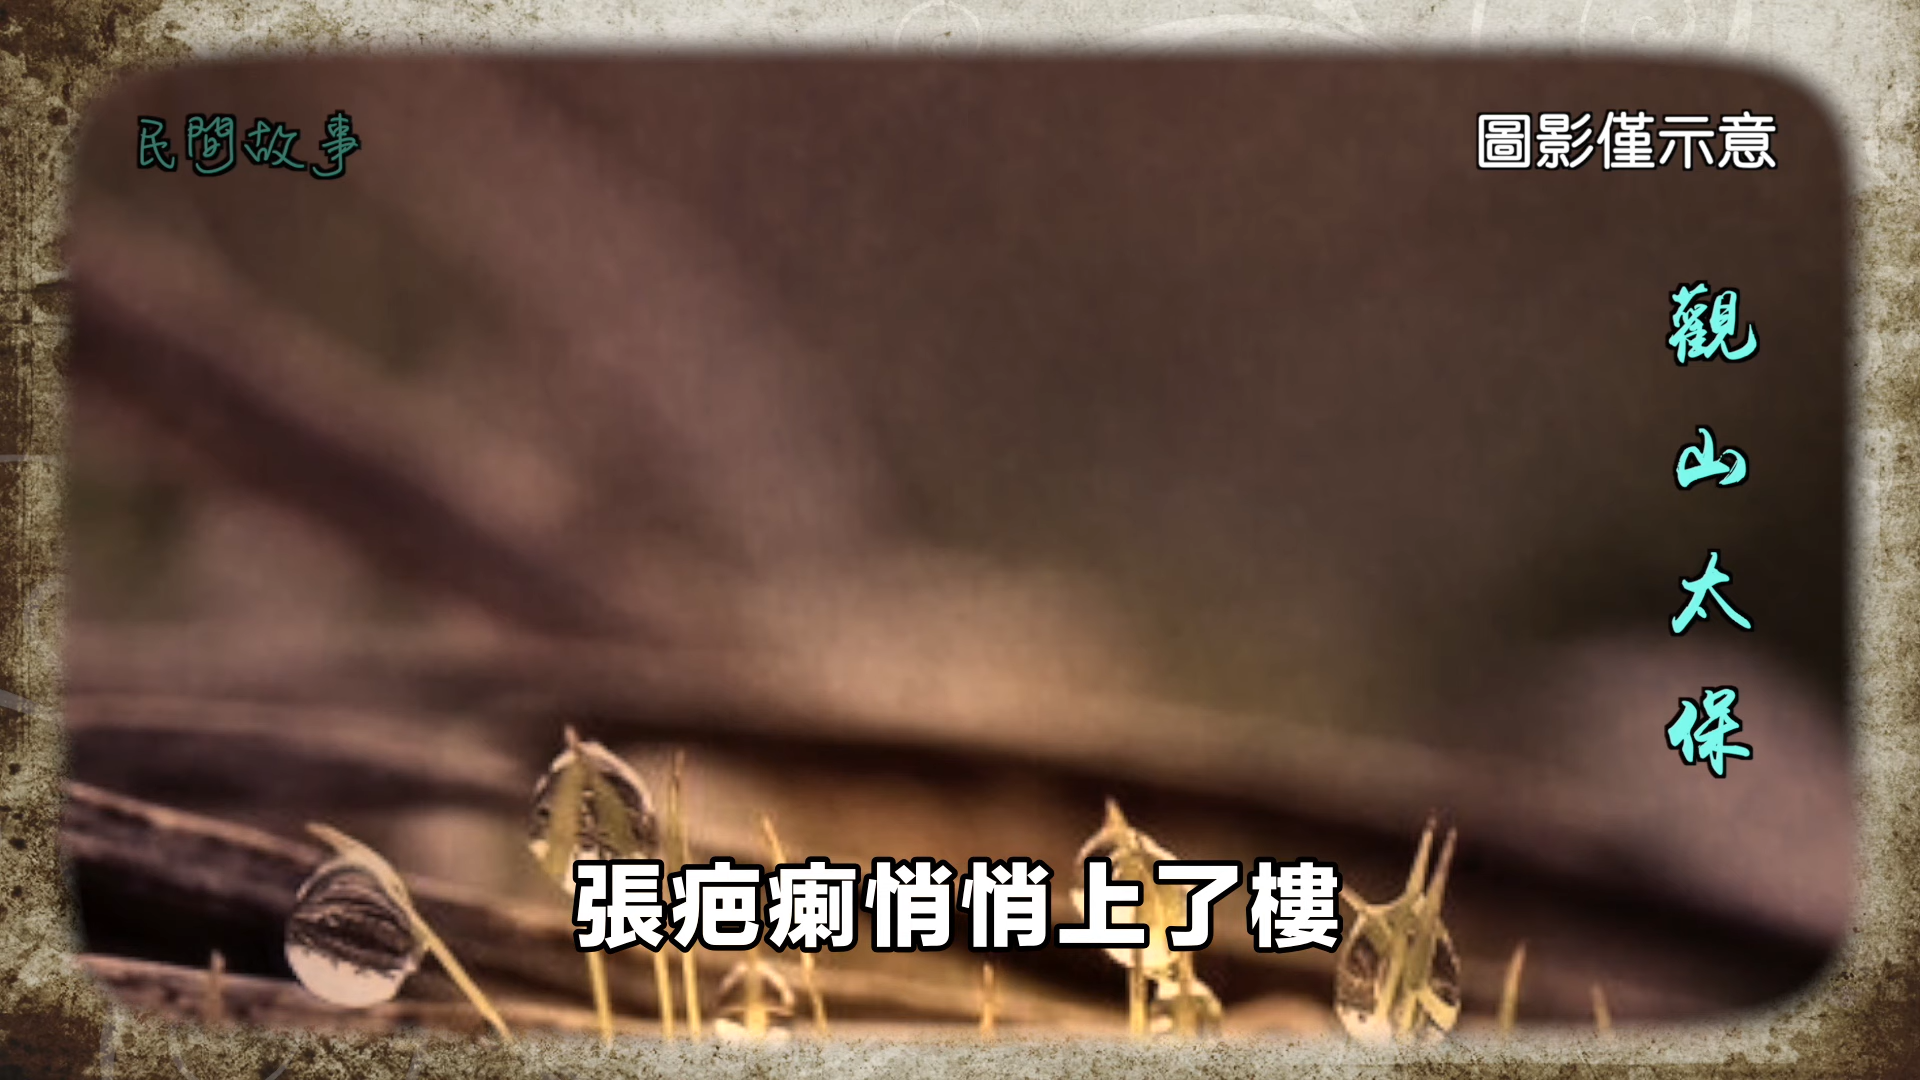 民間故事
圖影僅示意
觀山太保
張疤瘌悄悄上了樓